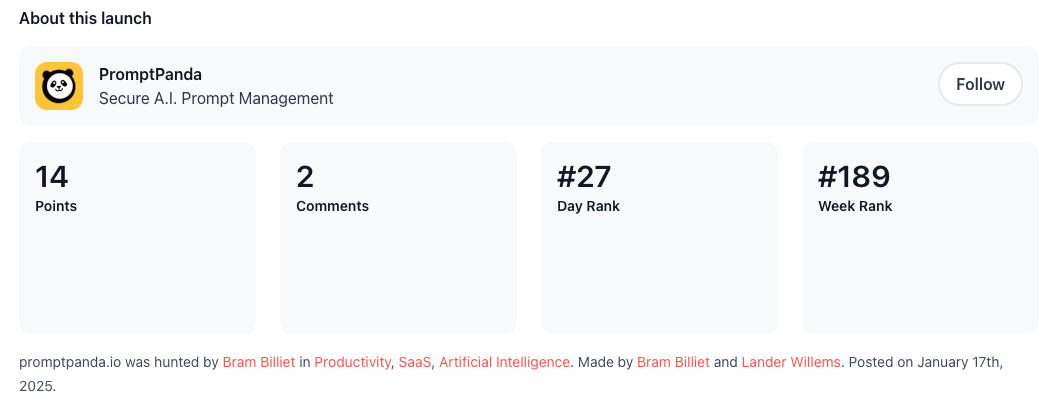 About this launch
PromptPanda
Secure A.I. Prompt Management
Follow
14
Points
2
Comments
#27
Day Rank
#189
Week Rank
promptpanda.io was hunted by Bram Billiet in Productivity, SaaS, Artificial Intelligence. Made by Bram Billiet and Lander Willems. Posted on January 17th,
2025.